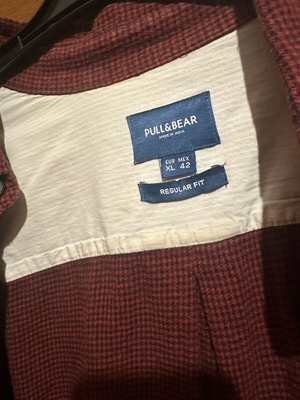 PULL&BEAR
MADE IN INDIA
EUR MEX
XL 42
REGULAR FIT